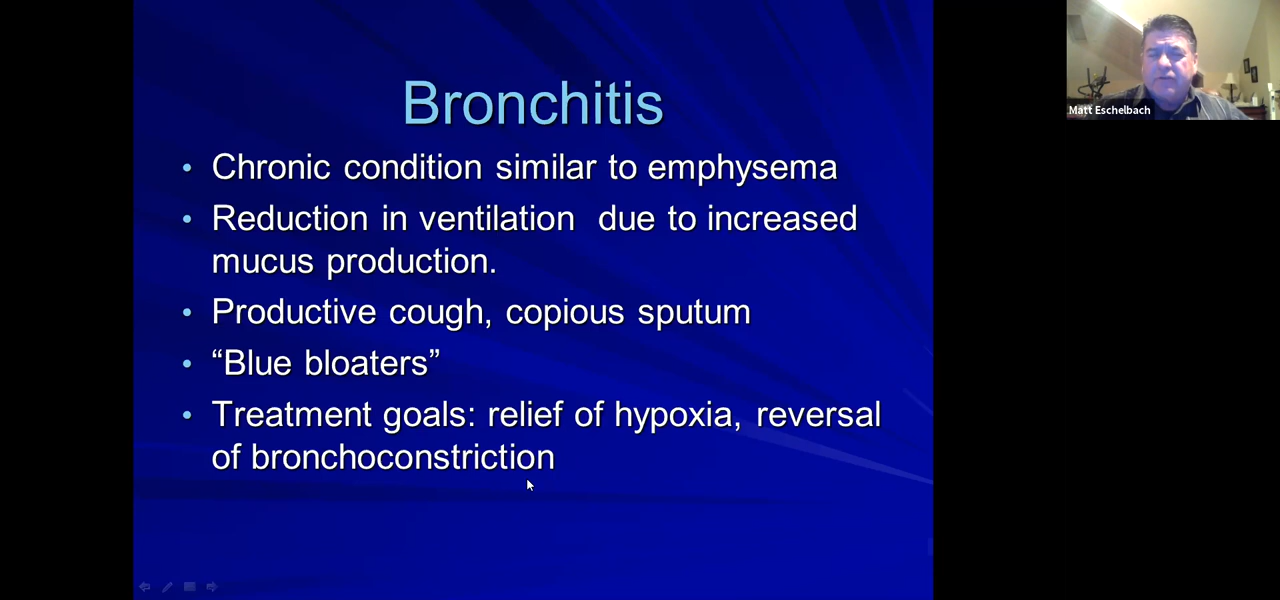 Bronchitis
• Chronic condition similar to emphysema
• Reduction in ventilation  due to increased
mucus production.
• Productive cough, copious sputum
• “Blue bloaters”
• Treatment goals: relief of hypoxia, reversal
of bronchoconstriction
Matt Eschelbach